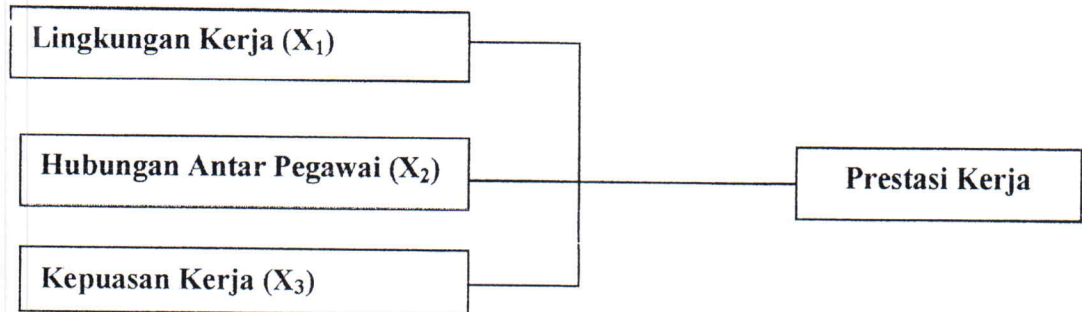 Lingkungan Kerja (X₁)
Hubungan Antar Pegawai (X₂)
Prestasi Kerja
Kepuasan Kerja (X₃)